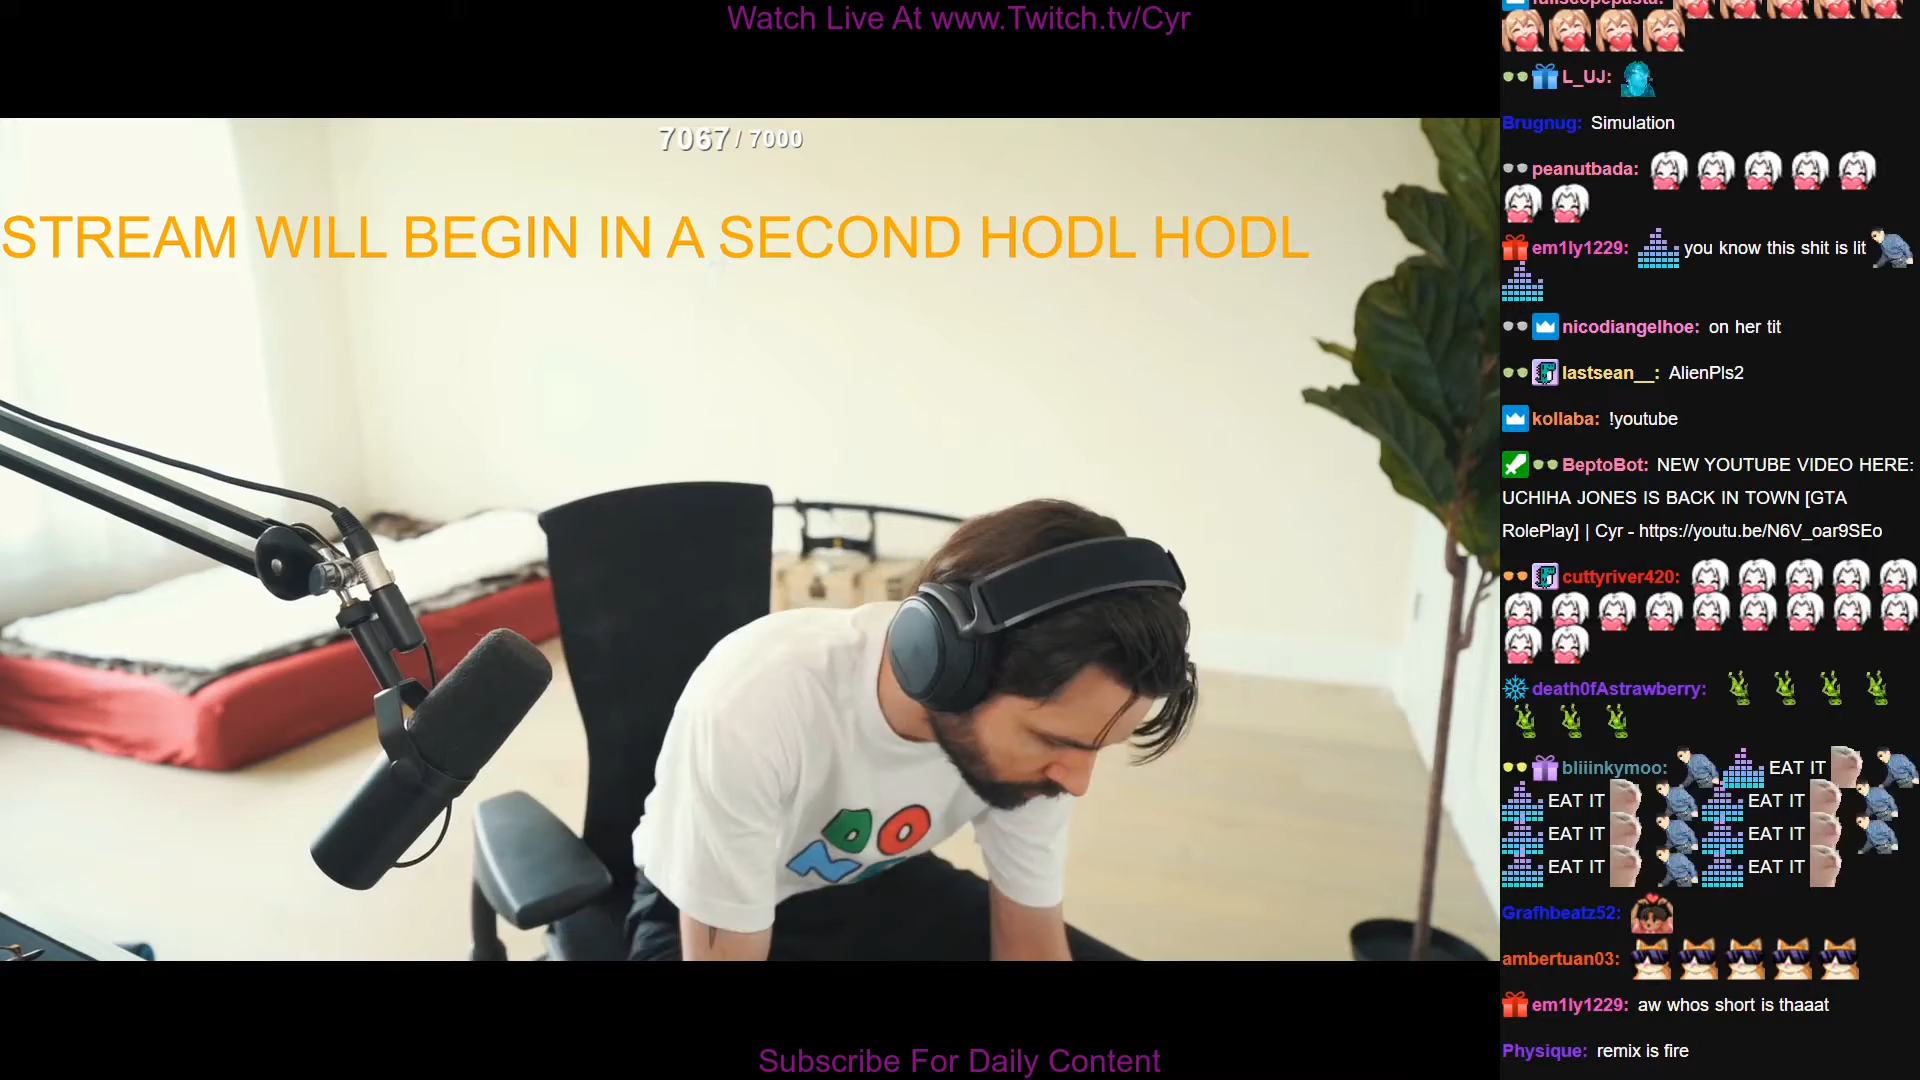 Watch Live At www.Twitch.tv/Cyr
7067 / 7000
STREAM WILL BEGIN IN A SECOND HODL HODL
DO
Subscribe For Daily Content
L_UJ:
Brugnug: Simulation
peanutbada:
em1ly1229: you know this shit is lit
nicodiangelhoe: on her tit
lastsean__: AlienPls2
kollaba: !youtube
BeptoBot: NEW YOUTUBE VIDEO HERE:
UCHIHA JONES IS BACK IN TOWN [GTA
RolePlay] | Cyr - https://youtu.be/N6V_oar9SEo
cuttyriver420:
death0fAstrawberry:
bliiinkymoo: EAT IT
EAT IT EAT IT
EAT IT EAT IT
EAT IT EAT IT
Grafhbeatz52:
ambertuan03:
em1ly1229: aw whos short is thaaat
Physique: remix is fire